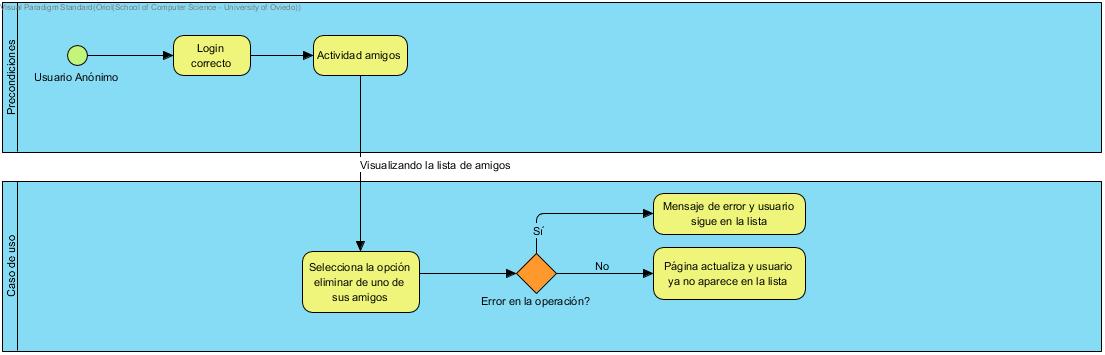 Visual Paradigm Standard(Oriol(School of Computer Science - University of Oviedo))
Precondiciones
Usuario Anónimo
Login
correcto
Actividad amigos
Visualizando la lista de amigos
Caso de uso
Selecciona la opción
eliminar de uno de
sus amigos
Error en la operación?
Sí
Mensaje de error y usuario
sigue en la lista
No
Página actualiza y usuario
ya no aparece en la lista